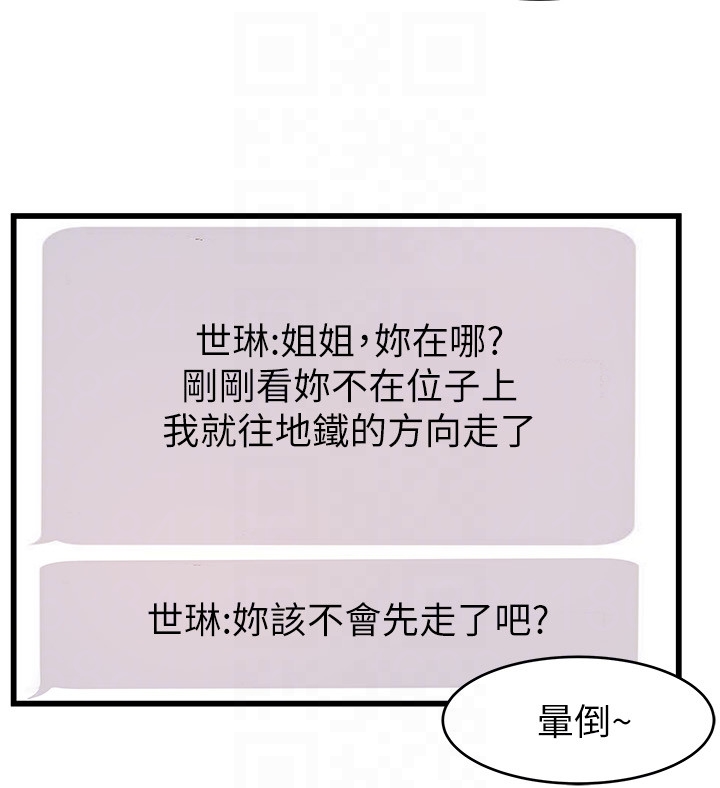 世琳:姐姐,妳在哪?
剛剛看妳不在位子上
我就往地鐵的方向走了
世琳:妳該不會先走了吧?
暈倒~